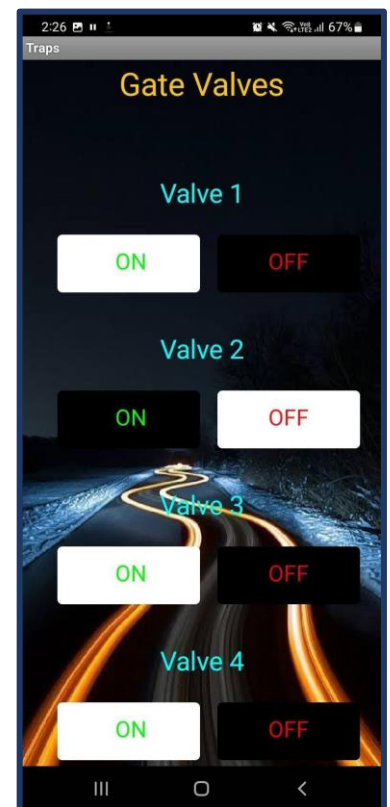 2:26 67%
Traps
Gate Valves
Valve 1
ON OFF
Valve 2
ON OFF
Valve 3
ON OFF
Valve 4
ON OFF